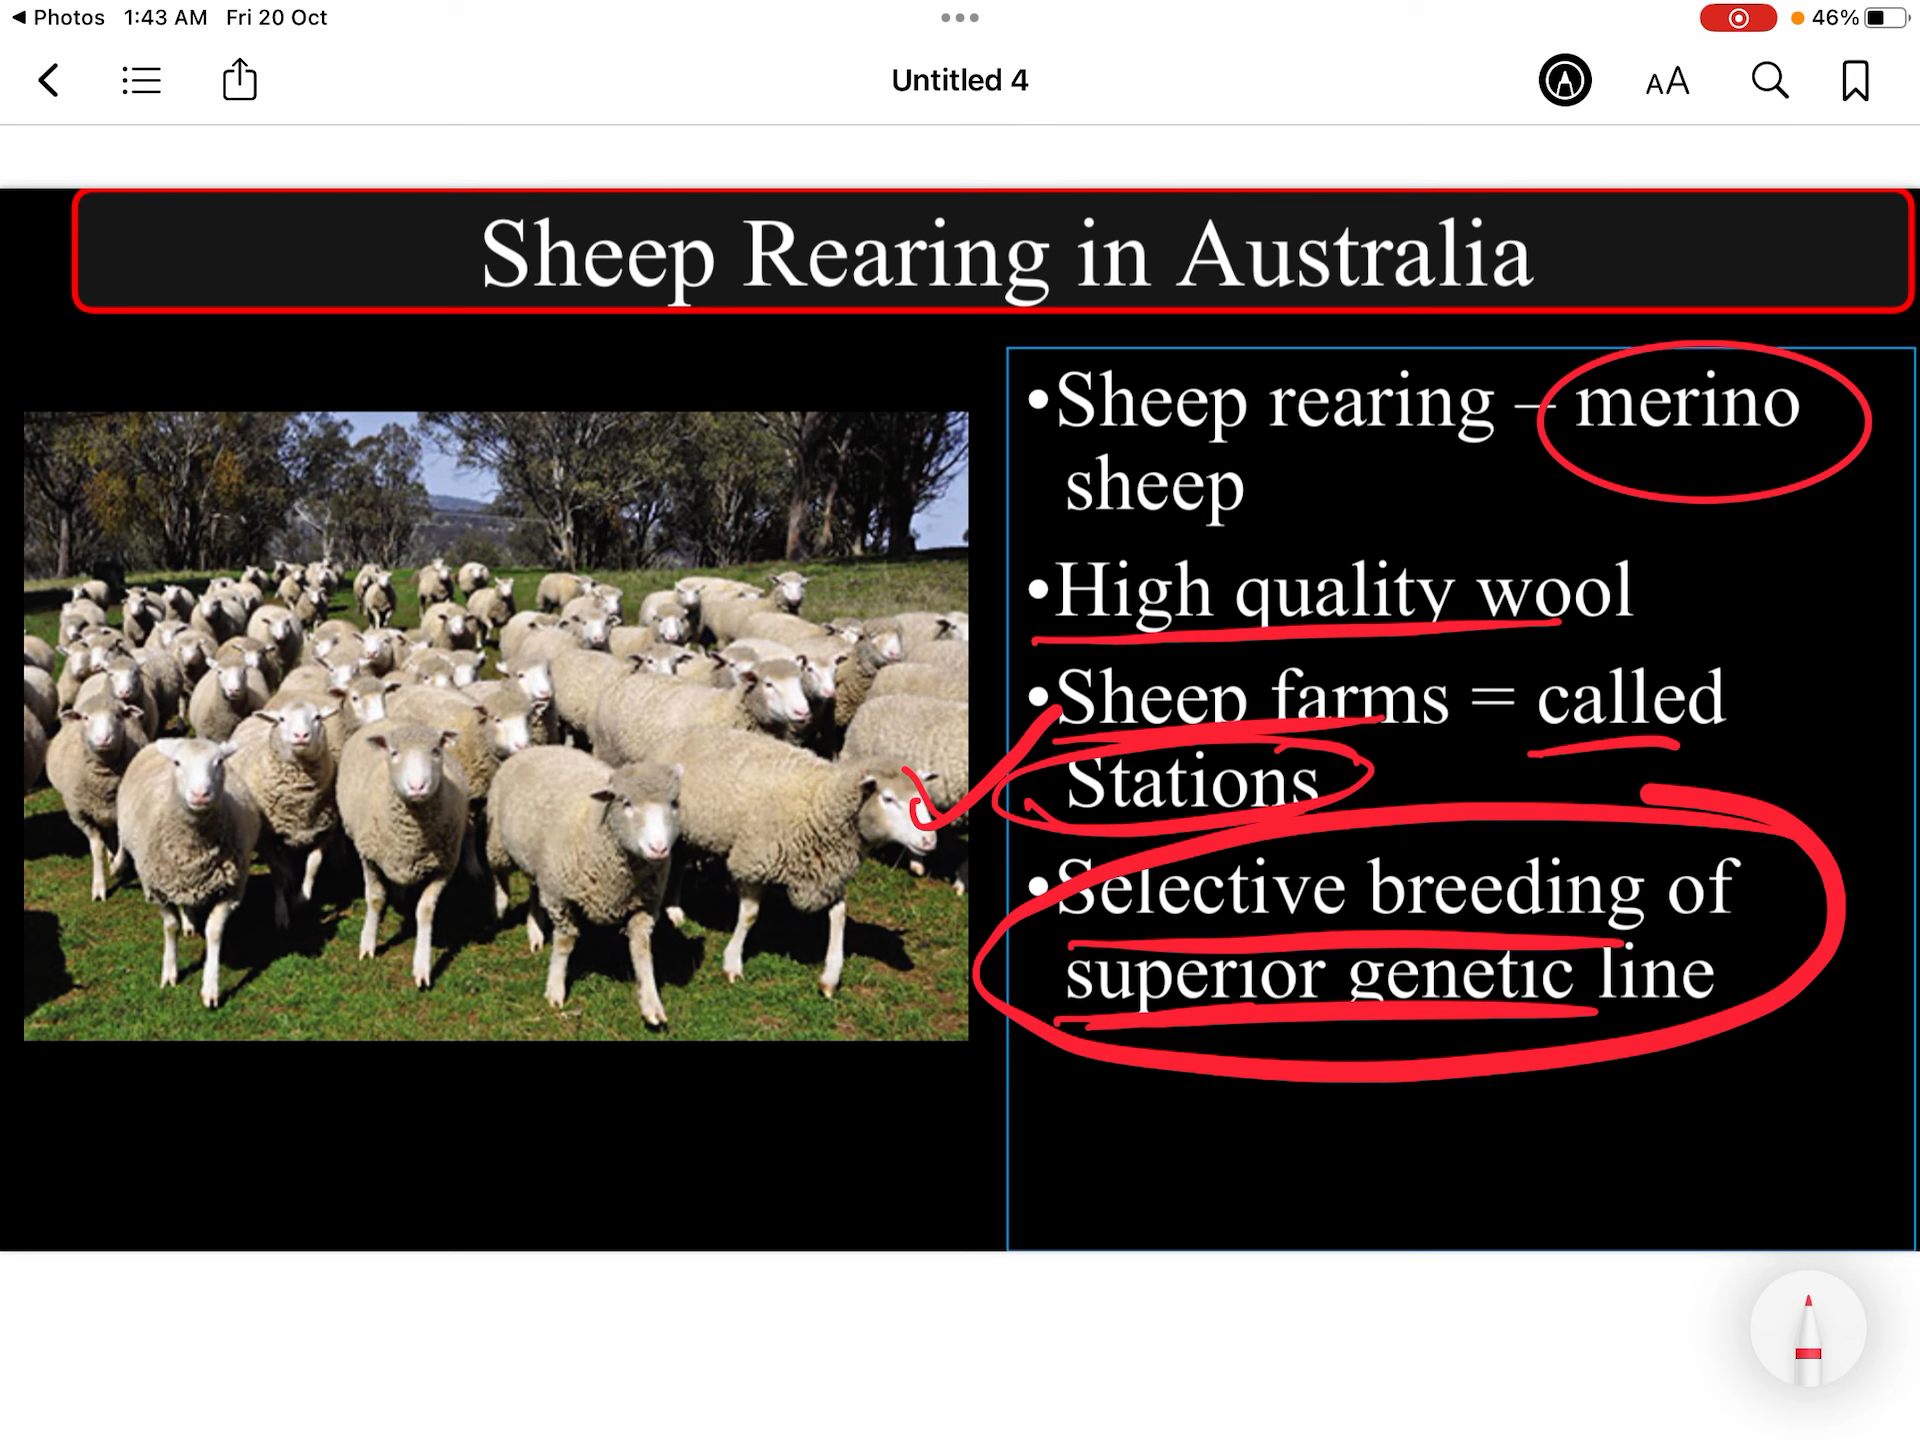 Photos 1:43 AM Fri 20 Oct
46%
Untitled 4
AA
Sheep Rearing in Australia
•Sheep rearing – merino
sheep
•High quality wool
•Sheep farms = called
Stations
•Selective breeding of
superior genetic line